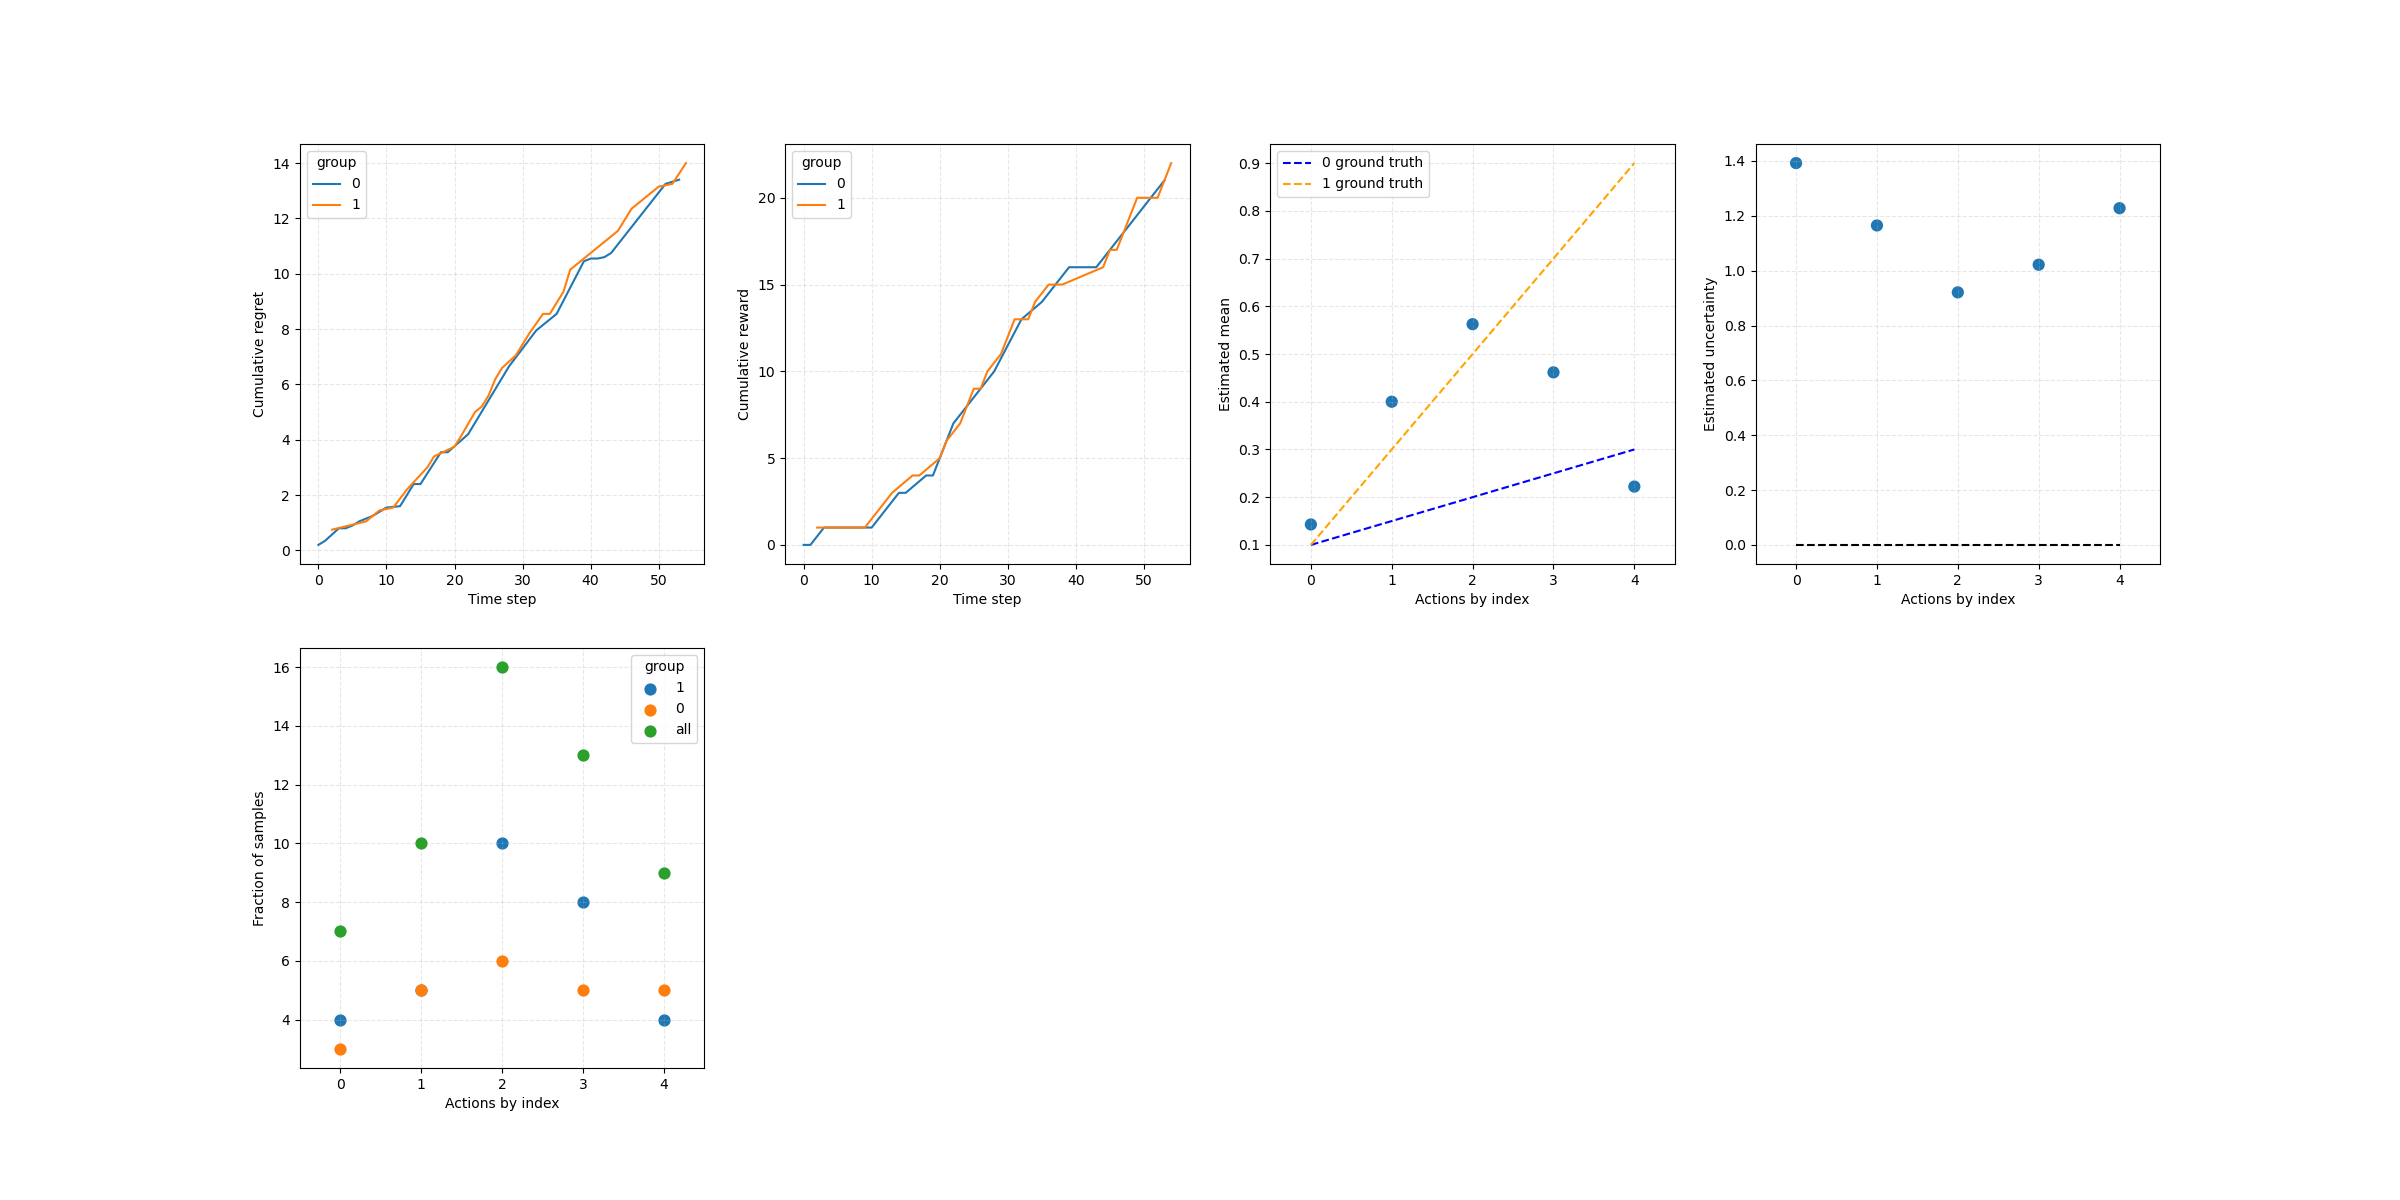 group
0
1
14
12
10
8
6
4
2
0
Cumulative regret
0 10 20 30 40 50
Time step
group
0
1
20
15
10
5
0
Cumulative reward
0 10 20 30 40 50
Time step
0 ground truth
1 ground truth
0.9
0.8
0.7
0.6
0.5
0.4
0.3
0.2
0.1
Estimated mean
0 1 2 3 4
Actions by index
1.4
1.2
1.0
0.8
0.6
0.4
0.2
0.0
Estimated uncertainty
0 1 2 3 4
Actions by index
group
1
0
all
16
14
12
10
8
6
4
Fraction of samples
0 1 2 3 4
Actions by index